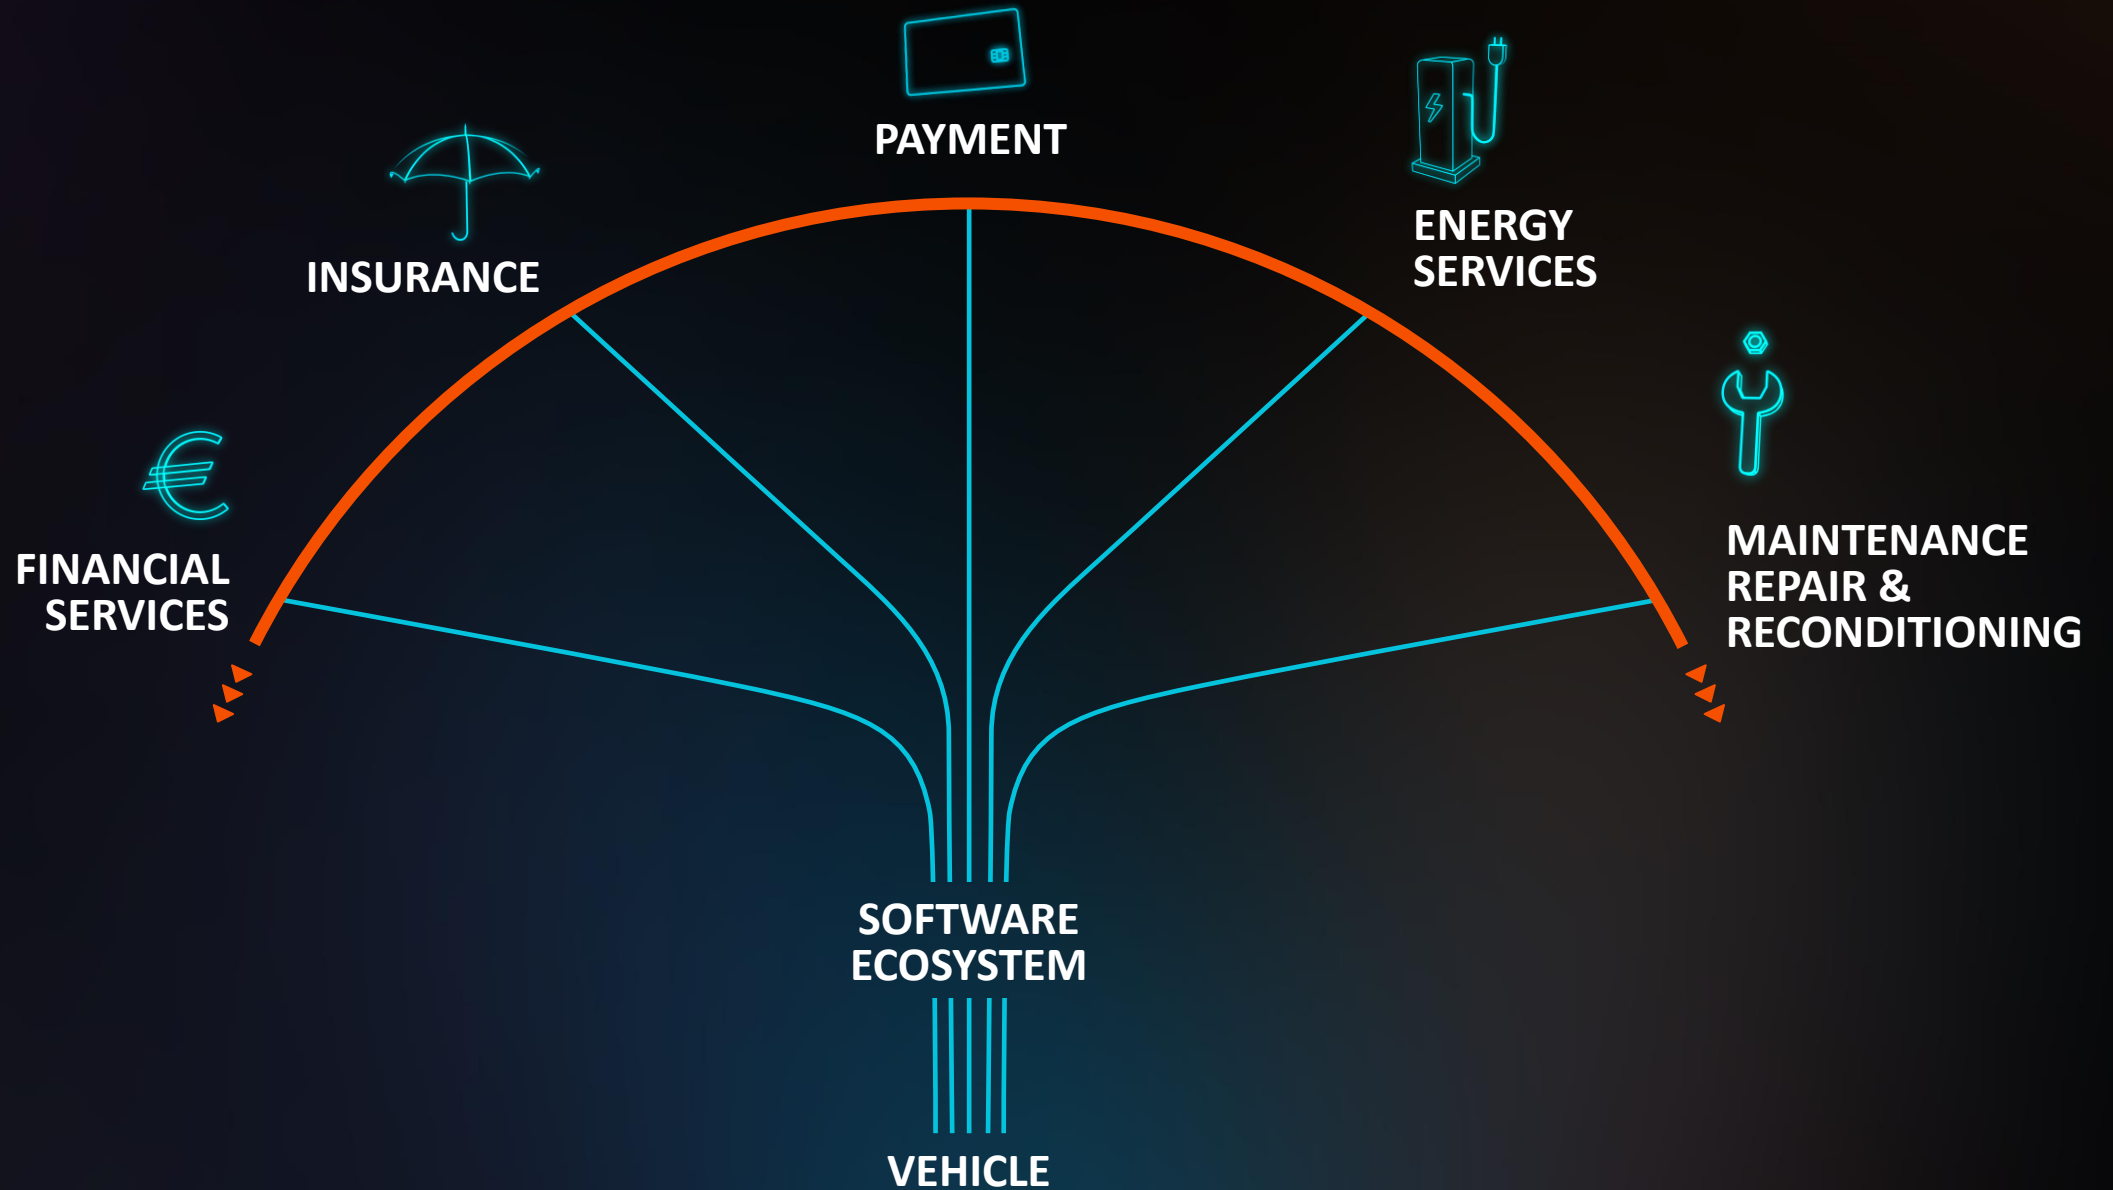 PAYMENT
INSURANCE
ENERGY
SERVICES
FINANCIAL
SERVICES
MAINTENANCE
REPAIR &
RECONDITIONING
SOFTWARE
ECOSYSTEM
VEHICLE